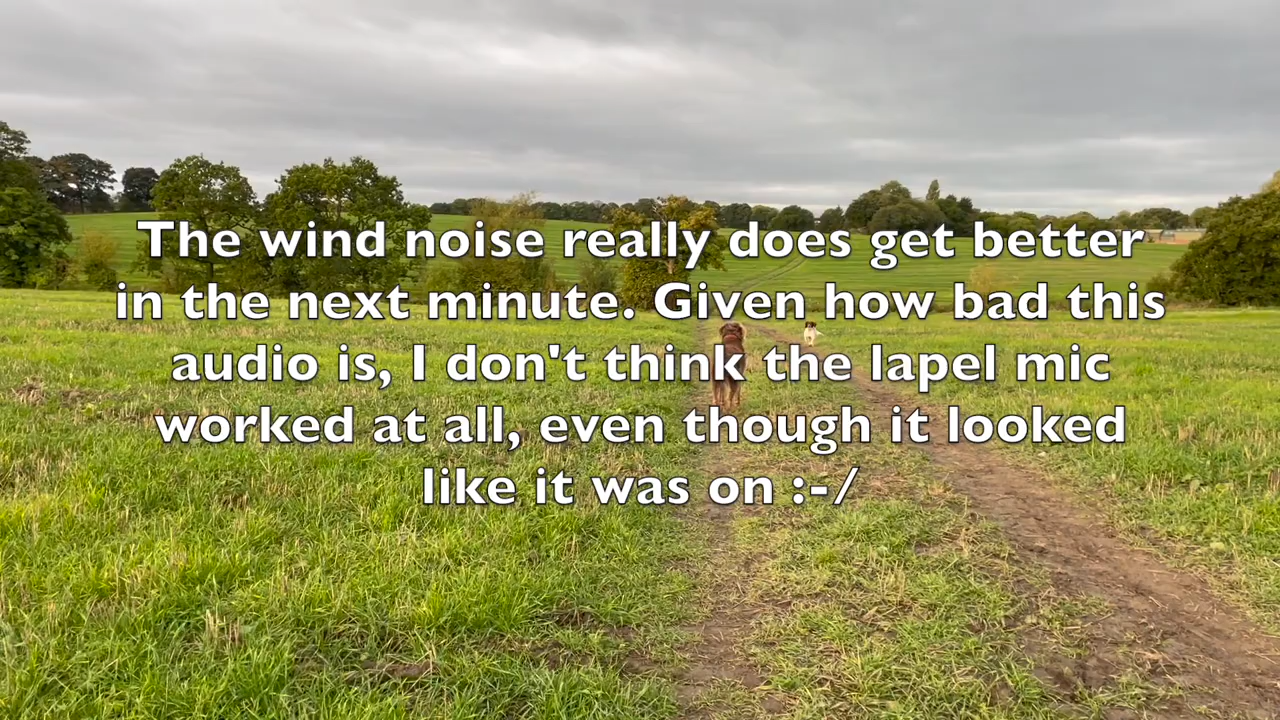 The wind noise really does get better
in the next minute. Given how bad this
audio is, I don't think the lapel mic
worked at all, even though it looked
like it was on :-/